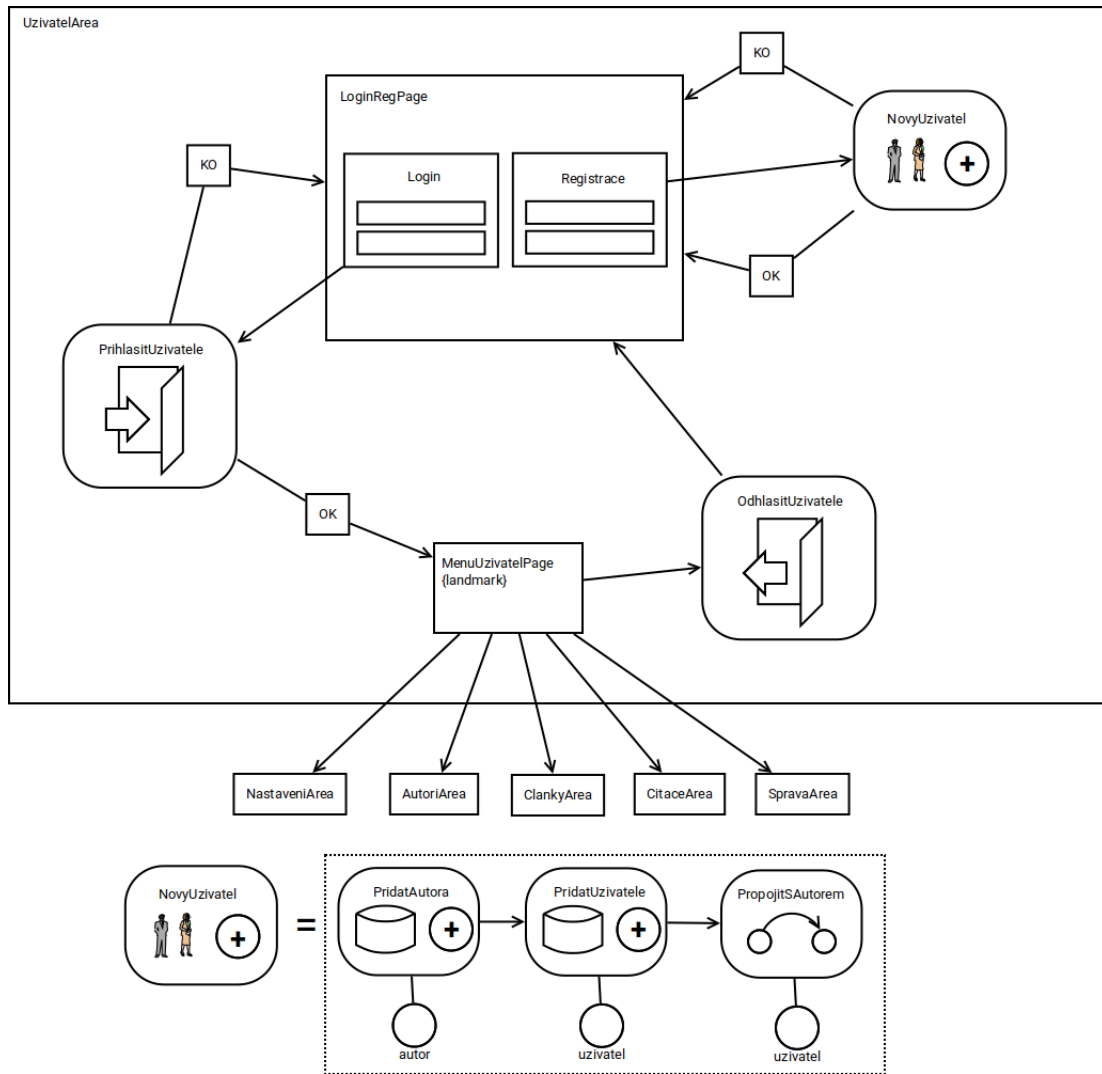 UzivatelArea
KO
LoginRegPage
NovyUzivatel
+
KO
Login
Registrace
OK
PrihlasitUzivatele
OK
OdhlasitUzivatele
MenuUzivatelPage
{landmark}
NastaveniArea
AutoriArea
ClankyArea
CitaceArea
SpravaArea
NovyUzivatel
+
=
PridatAutora
+
PridatUzivatele
+
PropojitSAutorem
autor
uzivatel
uzivatel